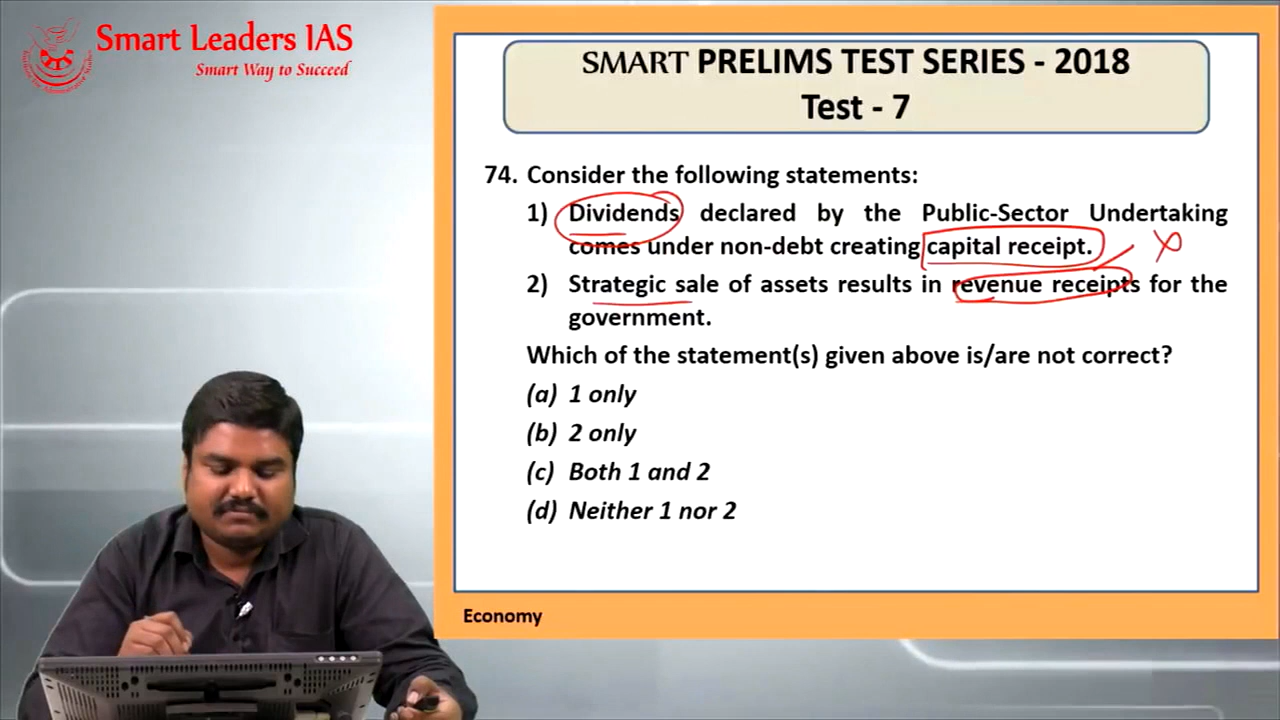 Smart Leaders IAS
Smart Way to Succeed
SMART PRELIMS TEST SERIES - 2018
Test - 7
74. Consider the following statements:
1) Dividends declared by the Public-Sector Undertaking
comes under non-debt creating capital receipt.
2) Strategic sale of assets results in revenue receipts for the
government.
Which of the statement(s) given above is/are not correct?
(a) 1 only
(b) 2 only
(c) Both 1 and 2
(d) Neither 1 nor 2
Economy